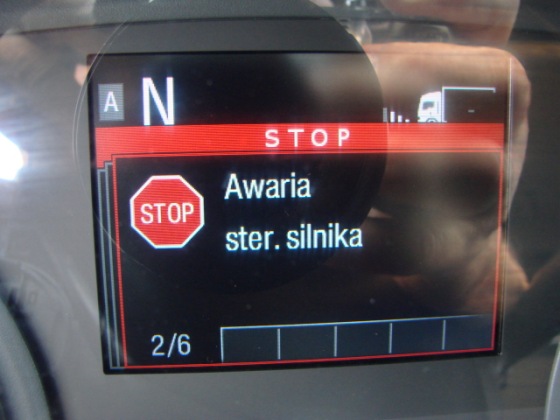 A N
STOP
STOP
Awaria
ster. silnika
2/6